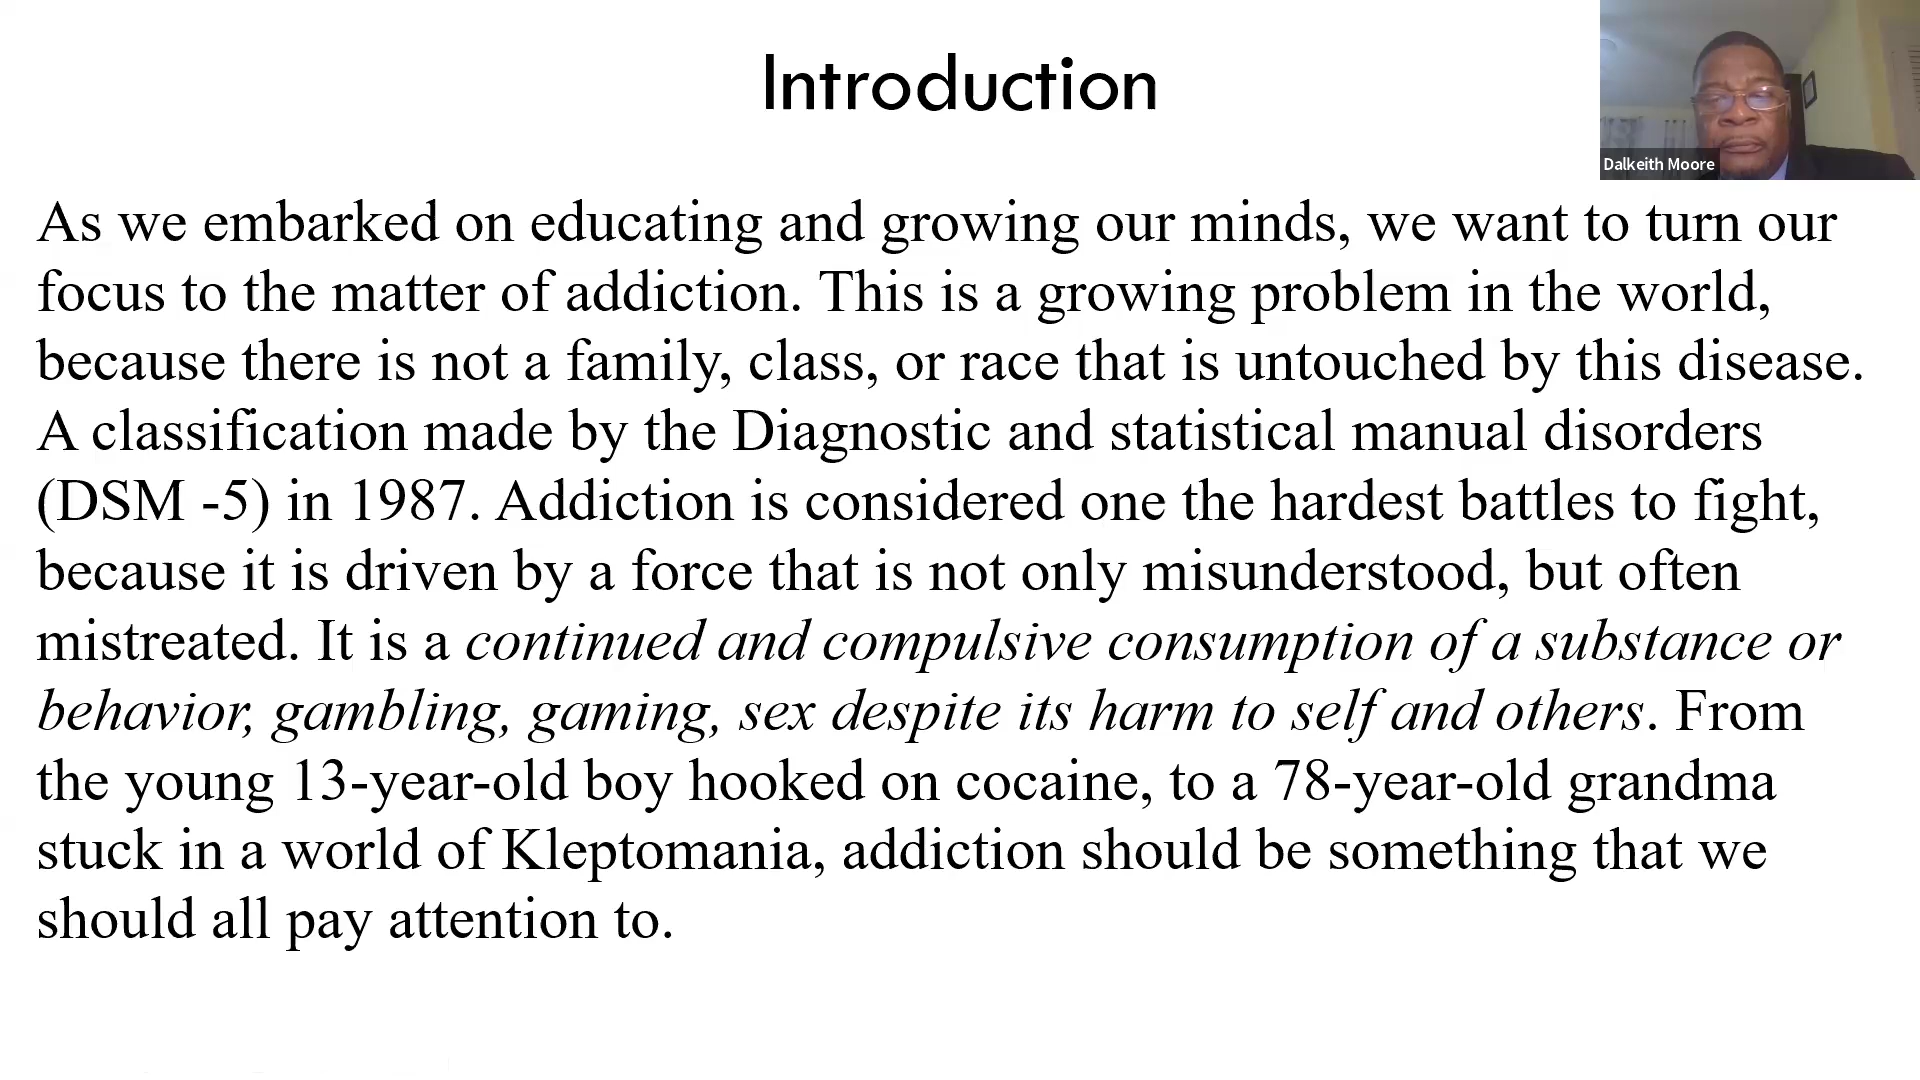 Introduction
Dalkeith Moore
As we embarked on educating and growing our minds, we want to turn our
focus to the matter of addiction. This is a growing problem in the world,
because there is not a family, class, or race that is untouched by this disease.
A classification made by the Diagnostic and statistical manual disorders
(DSM -5) in 1987. Addiction is considered one the hardest battles to fight,
because it is driven by a force that is not only misunderstood, but often
mistreated. It is a continued and compulsive consumption of a substance or
behavior, gambling, gaming, sex despite its harm to self and others. From
the young 13-year-old boy hooked on cocaine, to a 78-year-old grandma
stuck in a world of Kleptomania, addiction should be something that we
should all pay attention to.